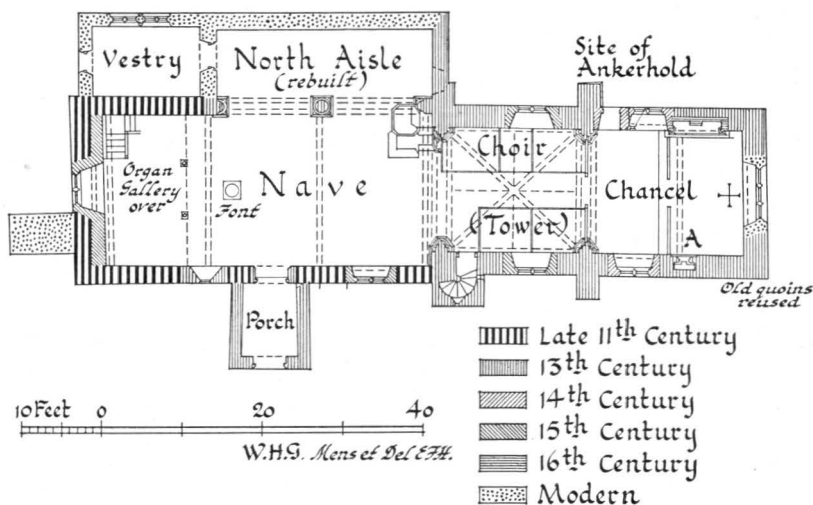 Vestry
North Aisle
(rebuilt)
Site of
Ankerhold
Choir
Organ
Gallery
over
Nave
Font
(Tower)
Chancel
A
Porch
Old quoins
reused
Late 11th Century
13th Century
14th Century
15th Century
16th Century
Modern
10 Feet 0 20 40
W.H.G. Mens et Del E.F.H.